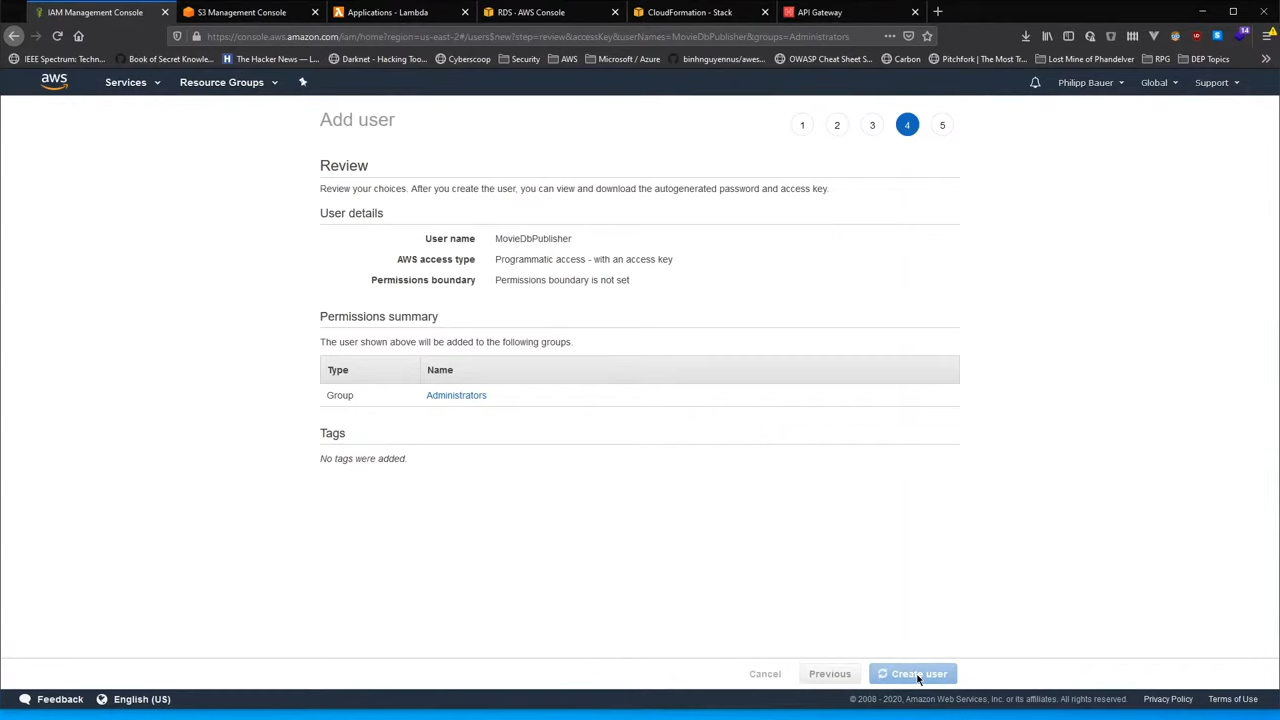 IAM Management Console
S3 Management Console
Applications - Lambda
RDS · AWS Console
CloudFormation - Stack
API Gateway
https://console.aws.amazon.com/iam/home?region=us-east-2#/users$new?step=review&accessKey&userNames=MovieDbPublisher&groups=Administrators
14
IEEE Spectrum: Techn...
Book of Secret Knowle...
The Hacker News — L...
Darknet - Hacking Too...
Cyberscoop
Security
AWS
Microsoft / Azure
binhnguyennus/awes...
OWASP Cheat Sheet S...
Carbon
Pitchfork | The Most Tr...
Lost Mine of Phandelver
RPG
DEP Topics
aws
Services
Resource Groups
Philipp Bauer
Global
Support
Add user
1
2
3
4
5
Review
Review your choices. After you create the user, you can view and download the autogenerated password and access key.
User details
User name MovieDbPublisher
AWS access type Programmatic access - with an access key
Permissions boundary Permissions boundary is not set
Permissions summary
The user shown above will be added to the following groups.
Type Name
Group Administrators
Tags
No tags were added.
Cancel
Previous
Create user
Feedback
English (US)
© 2008 - 2020, Amazon Web Services, Inc. or its affiliates. All rights reserved.
Privacy Policy
Terms of Use